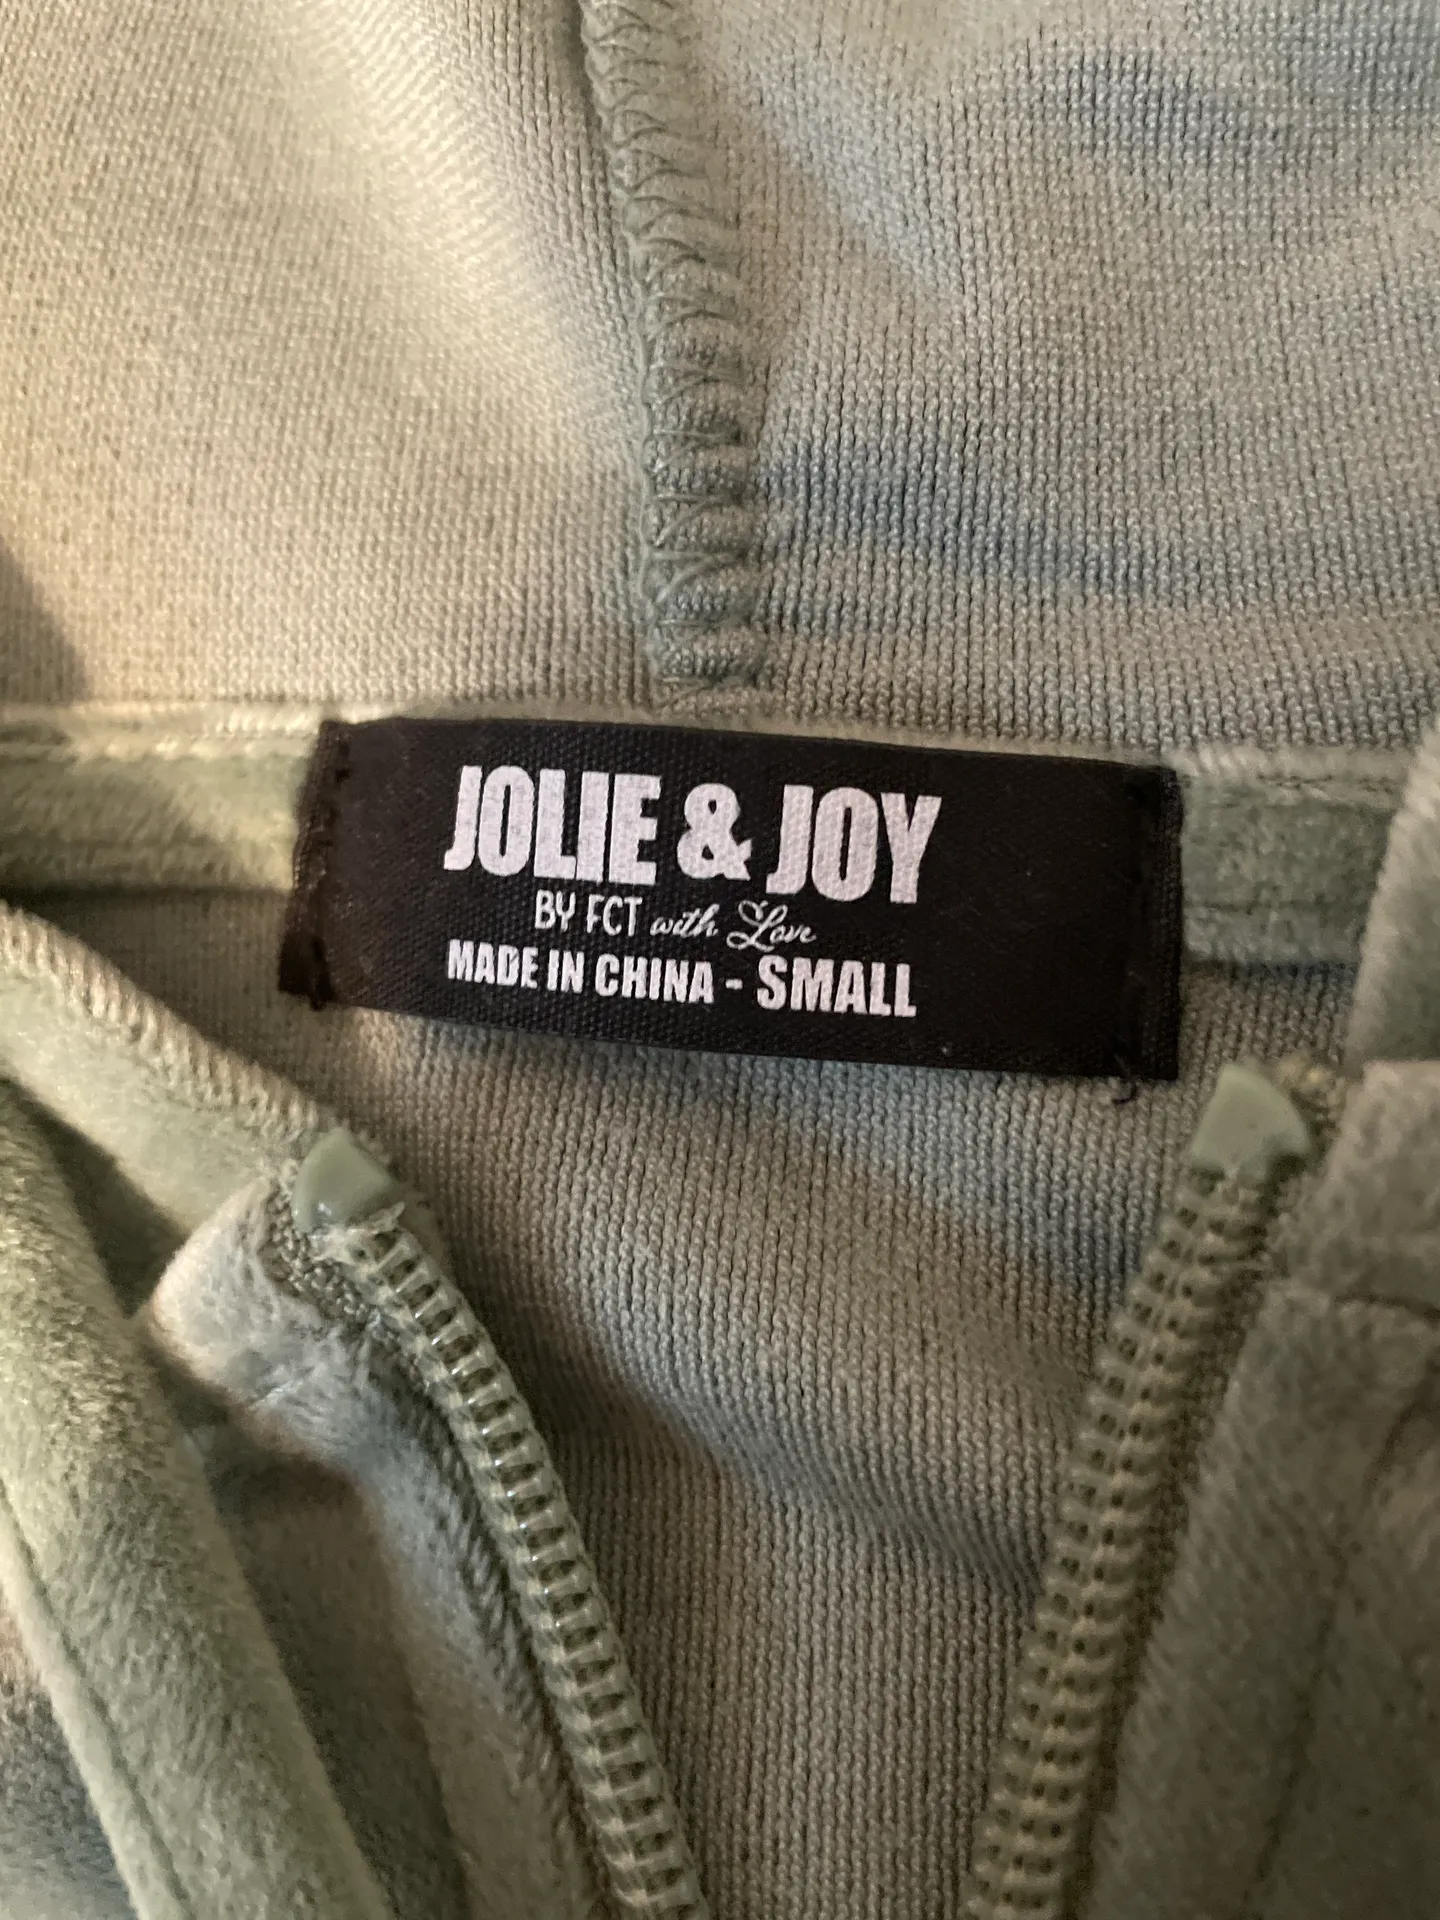 JOLIE & JOY
BY FCT with Love
MADE IN CHINA - SMALL